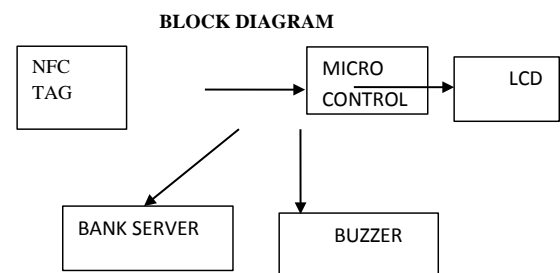 BLOCK DIAGRAM
NFC
TAG
MICRO
CONTROL
LCD
BANK SERVER
BUZZER